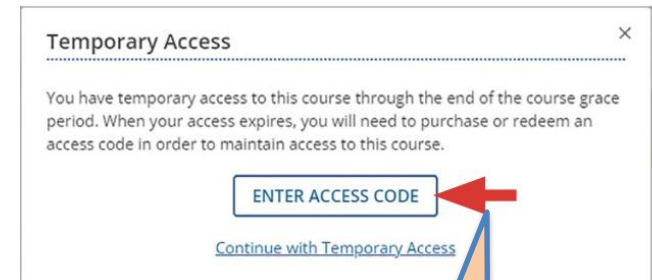 Temporary Access
You have temporary access to this course through the end of the course grace
period. When your access expires, you will need to purchase or redeem an
access code in order to maintain access to this course.
ENTER ACCESS CODE
Continue with Temporary Access